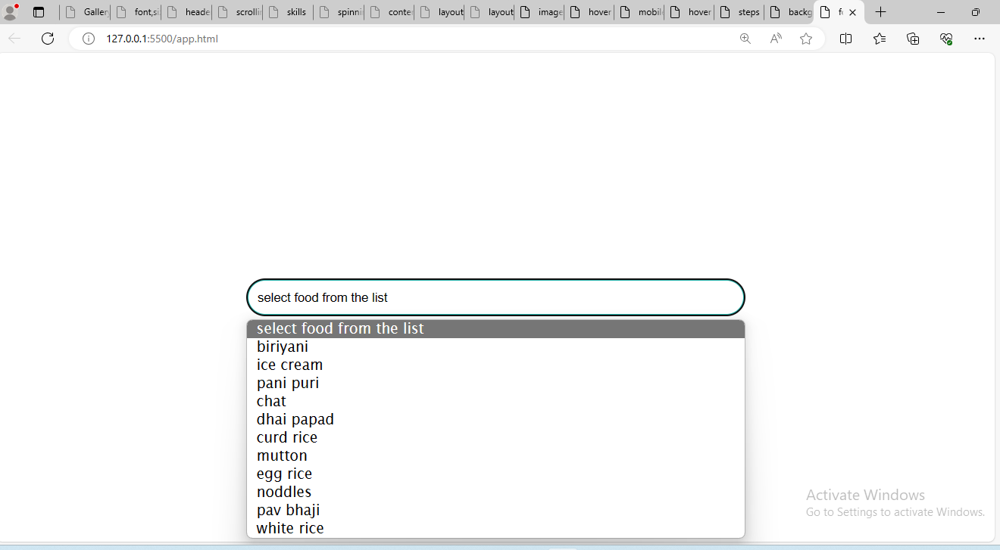 Gallery font,si heade scrollin skills spinni conte layout layout image hover mobil hover steps backg f
127.0.0.1:5500/app.html
select food from the list
select food from the list
biriyani
ice cream
pani puri
chat
dhai papad
curd rice
mutton
egg rice
noddles
pav bhaji
white rice
Activate Windows
Go to Settings to activate Windows.